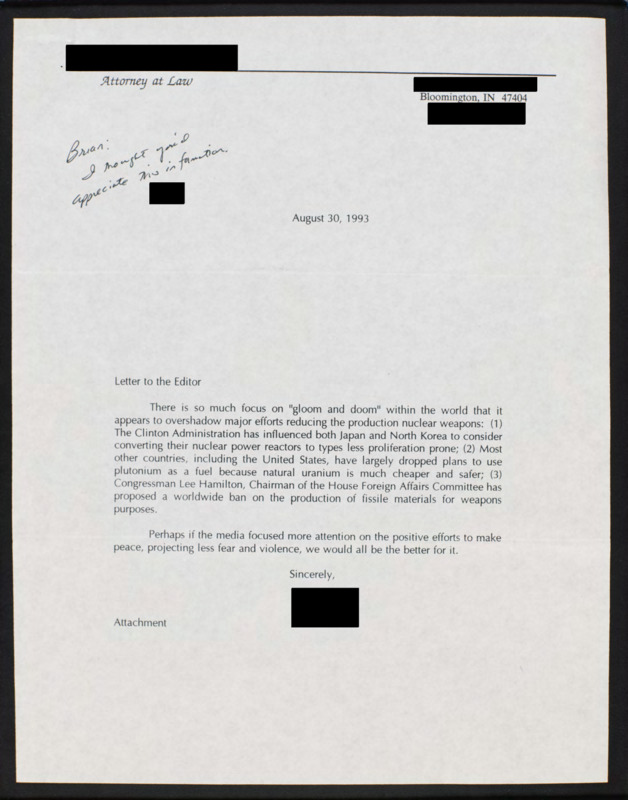 Attorney at Law
Bloomington, IN 47404
Brian:
I thought you'd
appreciate this information.
August 30, 1993
Letter to the Editor
There is so much focus on "gloom and doom" within the world that it
appears to overshadow major efforts reducing the production nuclear weapons: (1)
The Clinton Administration has influenced both Japan and North Korea to consider
converting their nuclear power reactors to types less proliferation prone; (2) Most
other countries, including the United States, have largely dropped plans to use
plutonium as a fuel because natural uranium is much cheaper and safer; (3)
Congressman Lee Hamilton, Chairman of the House Foreign Affairs Committee has
proposed a worldwide ban on the production of fissile materials for weapons
purposes.
Perhaps if the media focused more attention on the positive efforts to make
peace, projecting less fear and violence, we would all be the better for it.
Sincerely,
Attachment